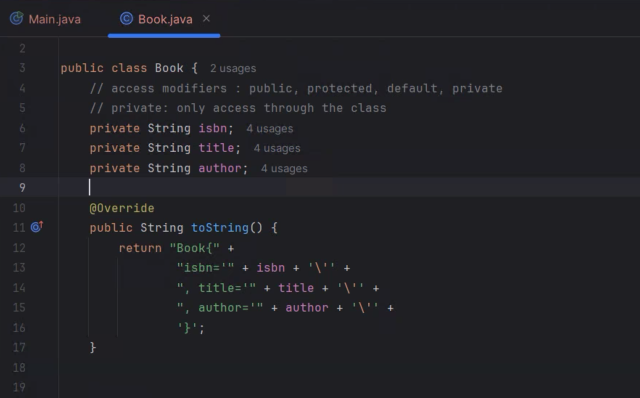 Main.java
Book.java
2
3 public class Book { 2 usages
4 // access modifiers : public, protected, default, private
5 // private: only access through the class
6 private String isbn; 4 usages
7 private String title; 4 usages
8 private String author; 4 usages
9
10 @Override
11 public String toString() {
12 return "Book{" +
13 "isbn='" + isbn + '\'' +
14 ", title='" + title + '\'' +
15 ", author='" + author + '\'' +
16 '}';
17 }
18
19